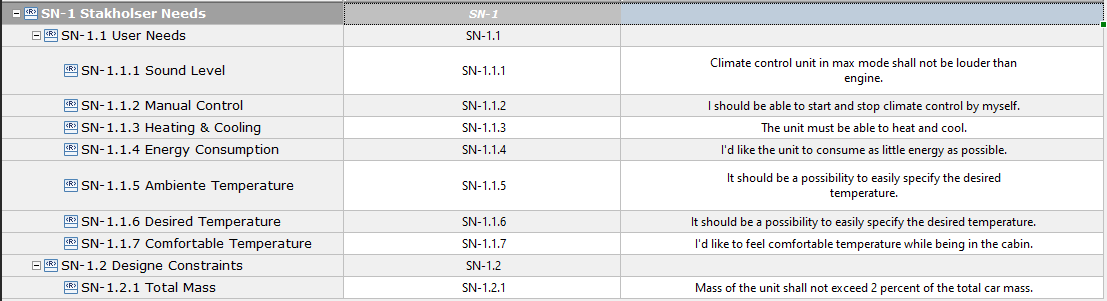 SN-1 Stakholser Needs SN-1
SN-1.1 User Needs SN-1.1
SN-1.1.1 Sound Level SN-1.1.1 Climate control unit in max mode shall not be louder than
engine.
SN-1.1.2 Manual Control SN-1.1.2 I should be able to start and stop climate control by myself.
SN-1.1.3 Heating & Cooling SN-1.1.3 The unit must be able to heat and cool.
SN-1.1.4 Energy Consumption SN-1.1.4 I'd like the unit to consume as little energy as possible.
SN-1.1.5 Ambiente Temperature SN-1.1.5 It should be a possibility to easily specify the desired
temperature.
SN-1.1.6 Desired Temperature SN-1.1.6 It should be a possibility to easily specify the desired temperature.
SN-1.1.7 Comfortable Temperature SN-1.1.7 I'd like to feel comfortable temperature while being in the cabin.
SN-1.2 Designe Constraints SN-1.2
SN-1.2.1 Total Mass SN-1.2.1 Mass of the unit shall not exceed 2 percent of the total car mass.